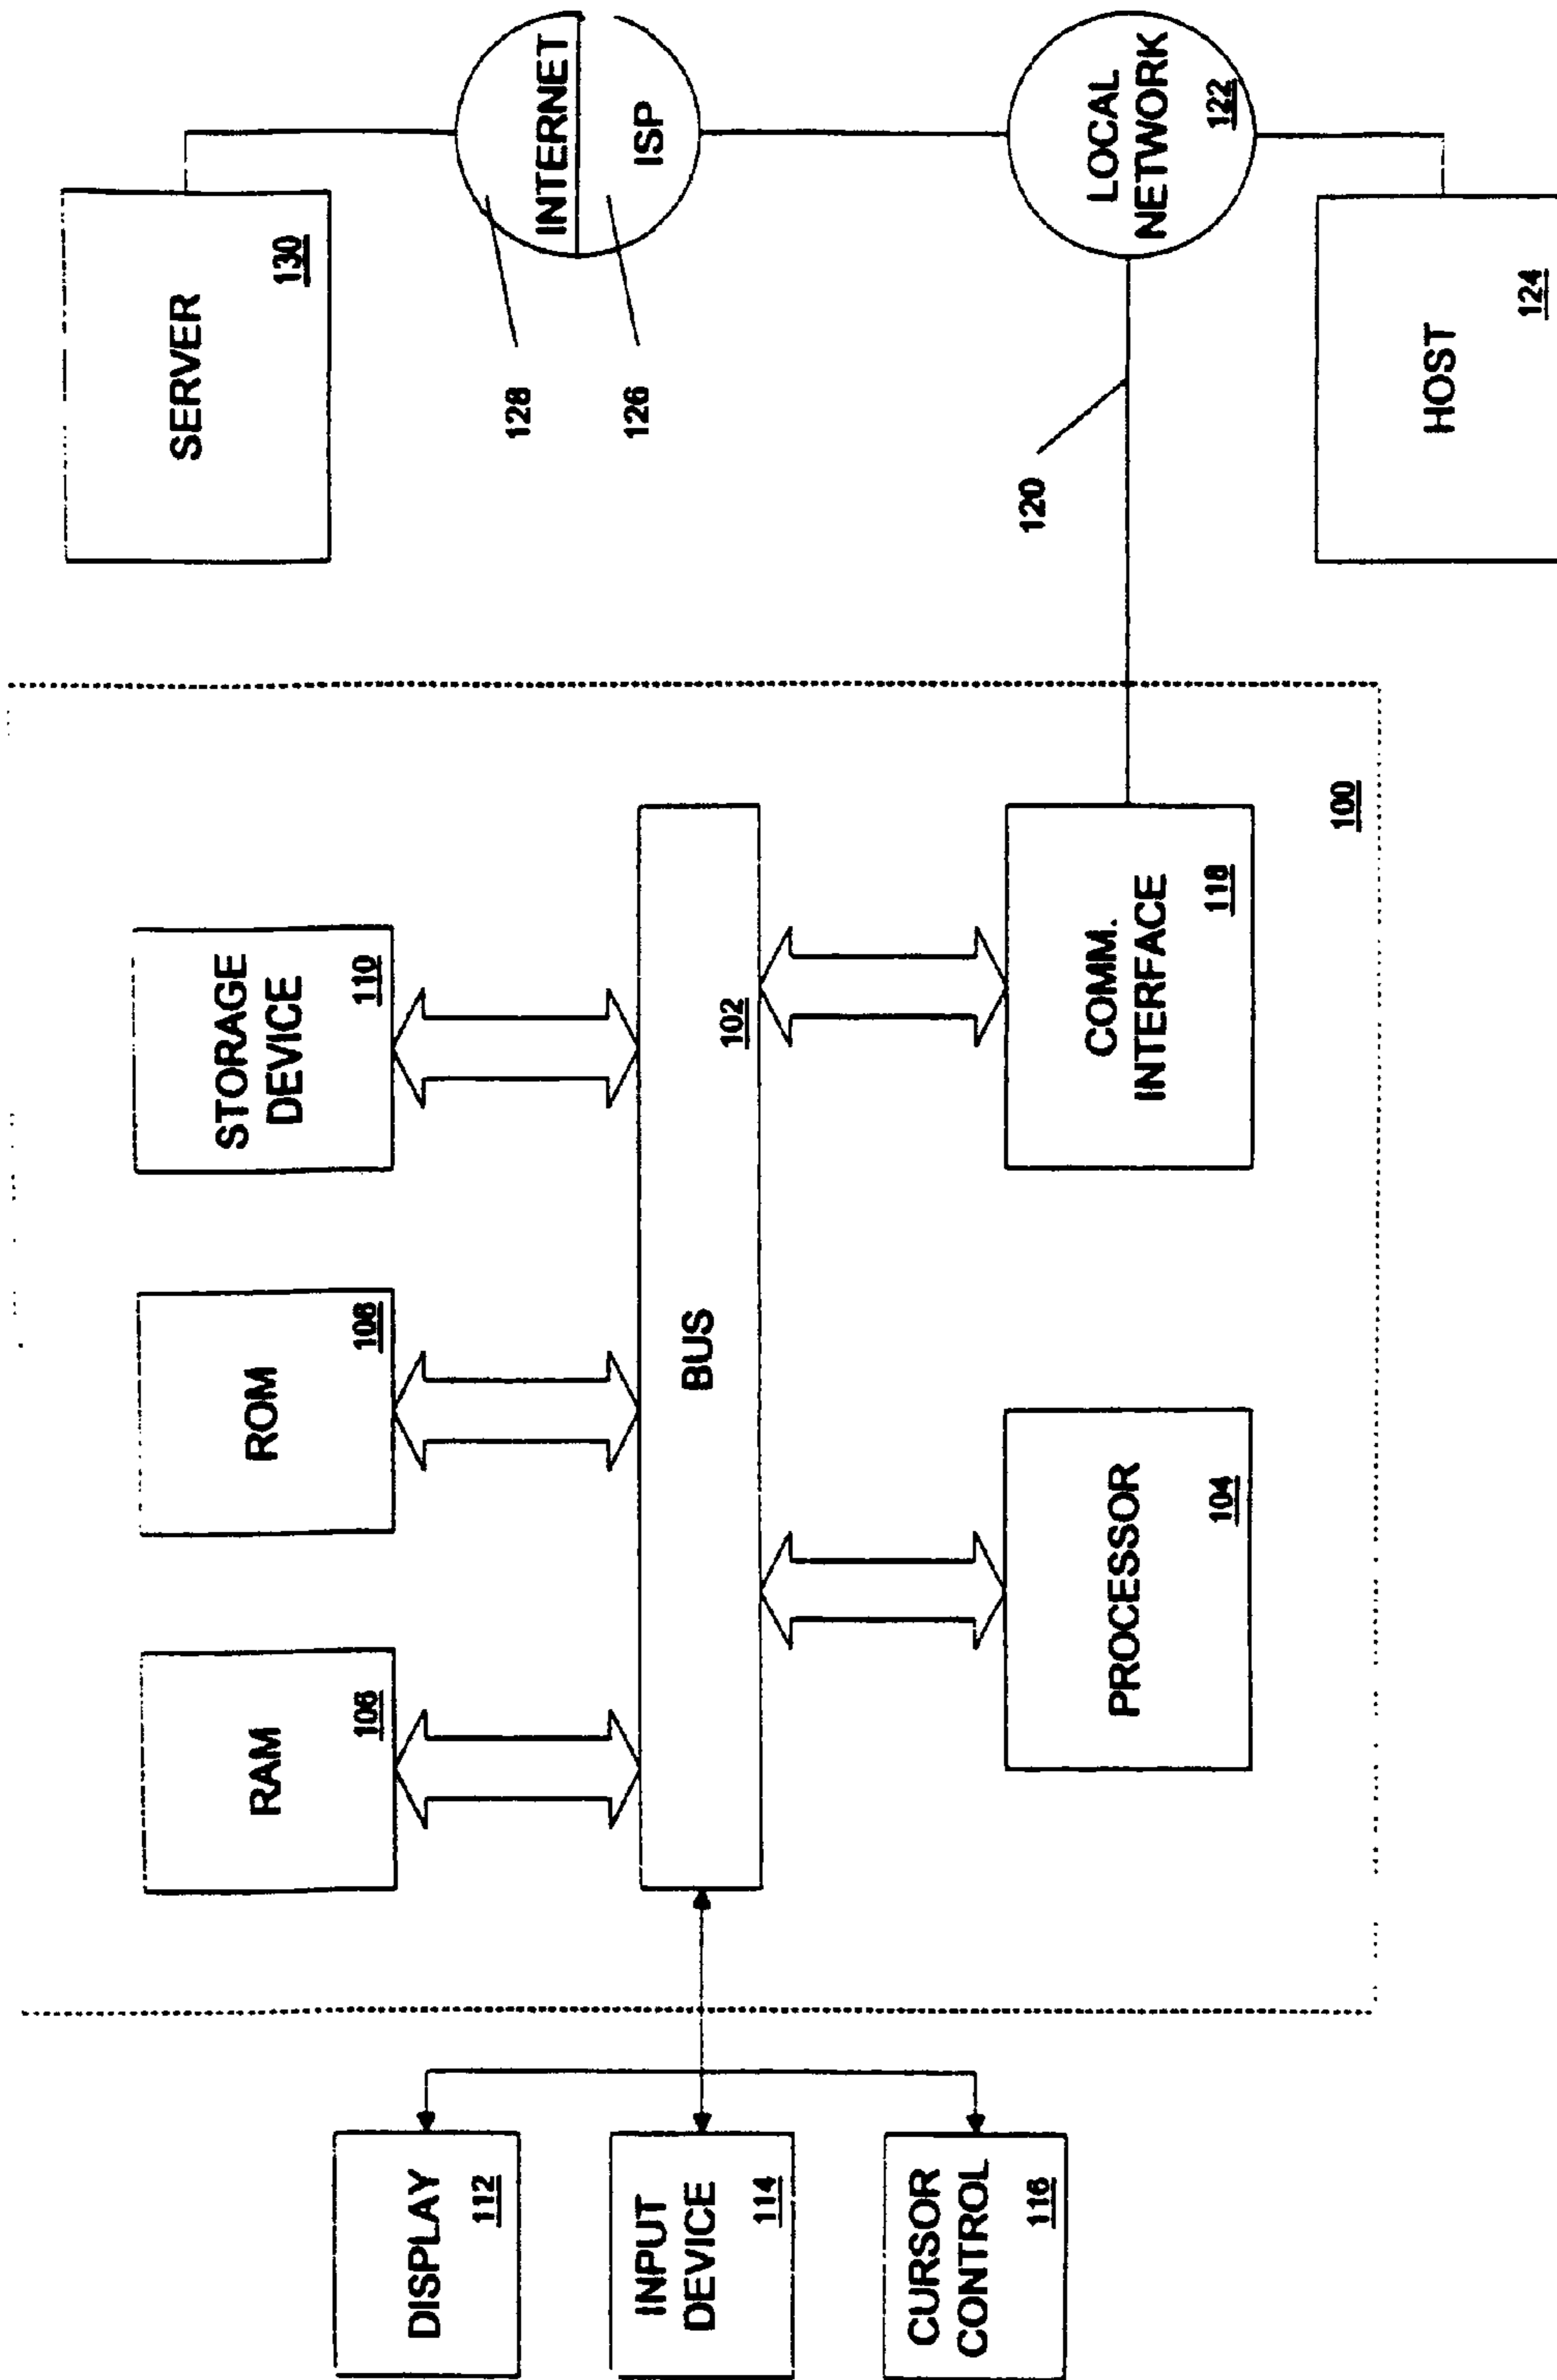 DISPLAY
112
INPUT
DEVICE
114
CURSOR
CONTROL
116
RAM
106
ROM
108
STORAGE
DEVICE
110
BUS
102
PROCESSOR
104
COMM.
INTERFACE
118
100
SERVER
130
INTERNET
ISP
128
126
120
LOCAL
NETWORK
122
HOST
124